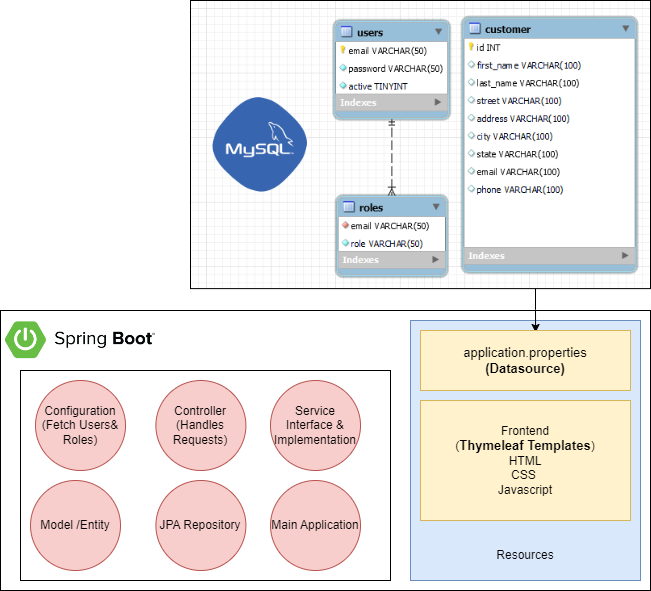 users
email VARCHAR(50)
password VARCHAR(50)
active TINYINT
Indexes
customer
id INT
first_name VARCHAR(100)
last_name VARCHAR(100)
street VARCHAR(100)
address VARCHAR(100)
city VARCHAR(100)
state VARCHAR(100)
email VARCHAR(100)
phone VARCHAR(100)
Indexes
MySQL
roles
email VARCHAR(50)
role VARCHAR(50)
Indexes
Spring Boot
Configuration
(Fetch Users&
Roles)
Controller
(Handles
Requests)
Service
Interface &
Implementation
Model /Entity
JPA Repository
Main Application
application.properties
(Datasource)
Frontend
(Thymeleaf Templates)
HTML
CSS
Javascript
Resources